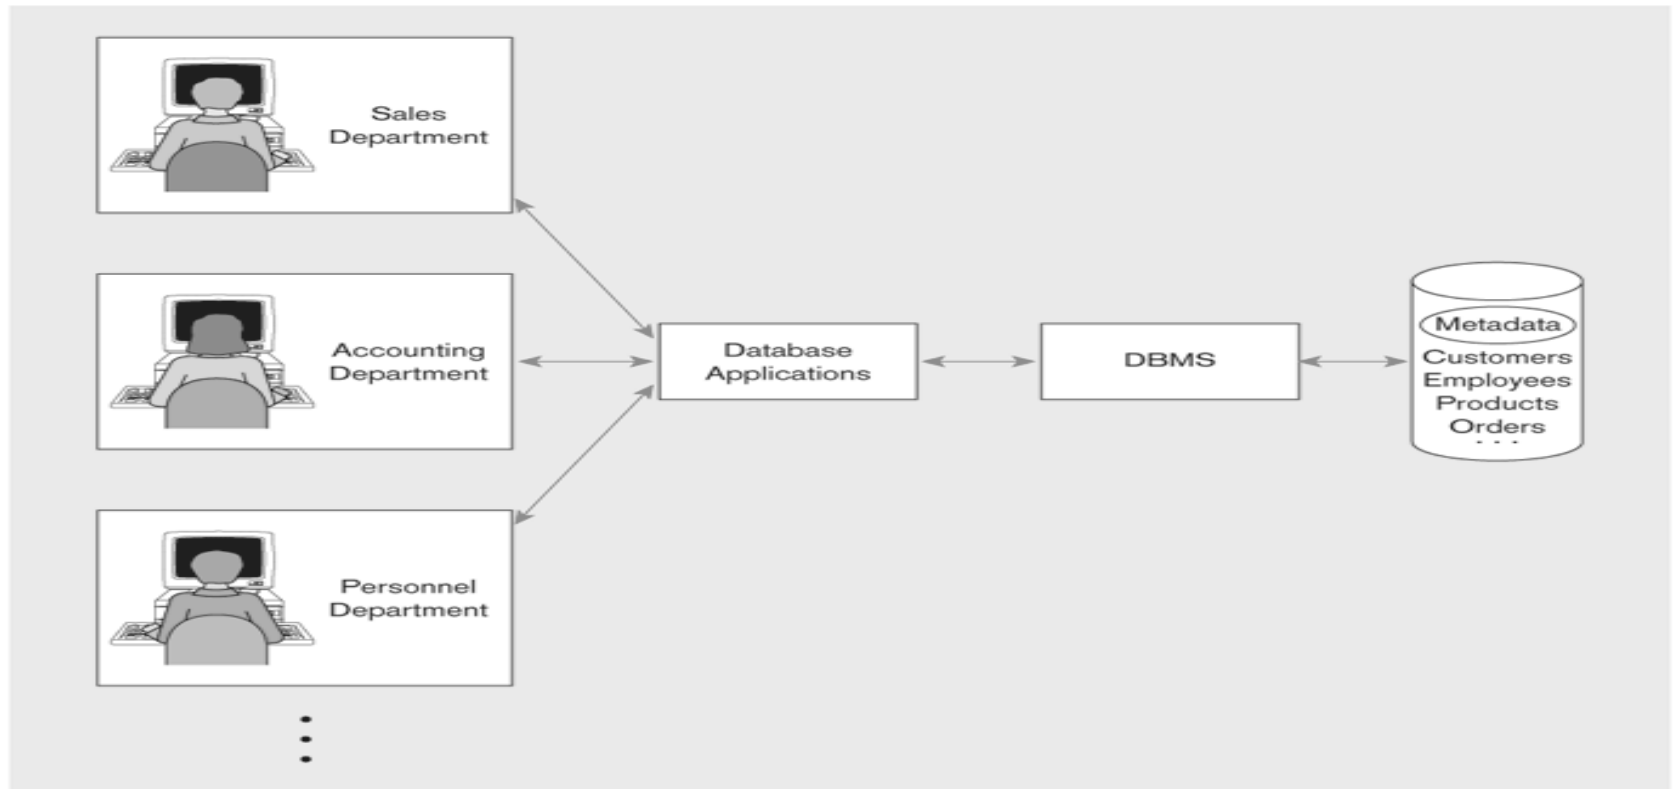 Sales
Department
Accounting
Department
Personnel
Department
Database
Applications
DBMS
Metadata
Customers
Employees
Products
Orders
. . .